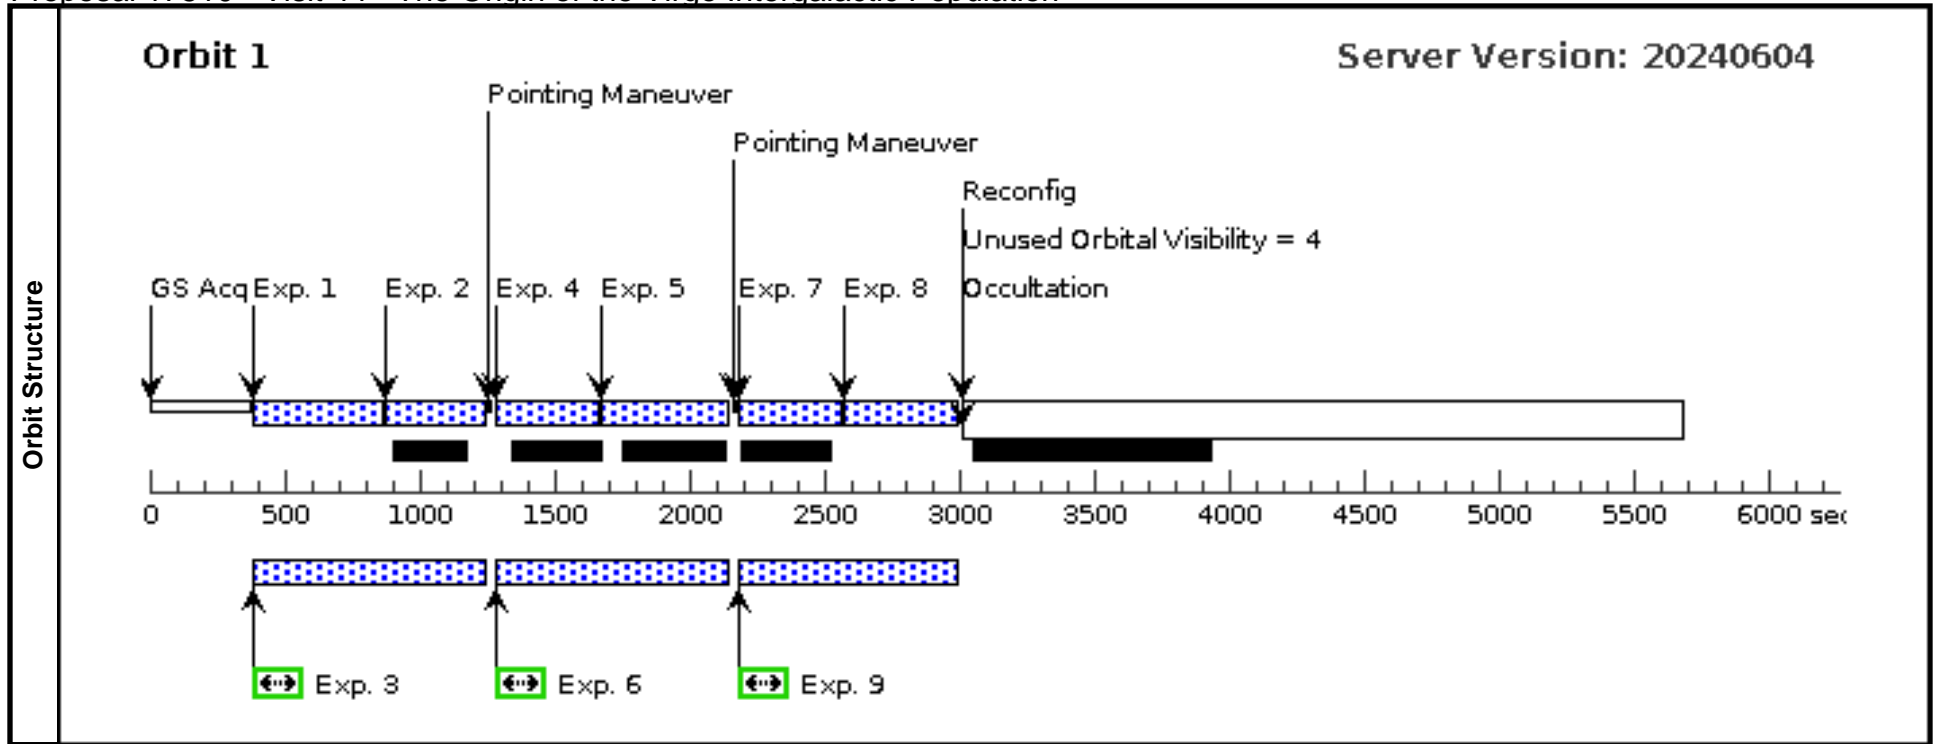 Orbit 1
Server Version: 20240604
Pointing Maneuver
Pointing Maneuver
Reconfig
Unused Orbital Visibility = 4
GS Acq Exp. 1 Exp. 2 Exp. 4 Exp. 5 Exp. 7 Exp. 8 Occultation
Orbit Structure
0 500 1000 1500 2000 2500 3000 3500 4000 4500 5000 5500 6000 sec
Exp. 3 Exp. 6 Exp. 9